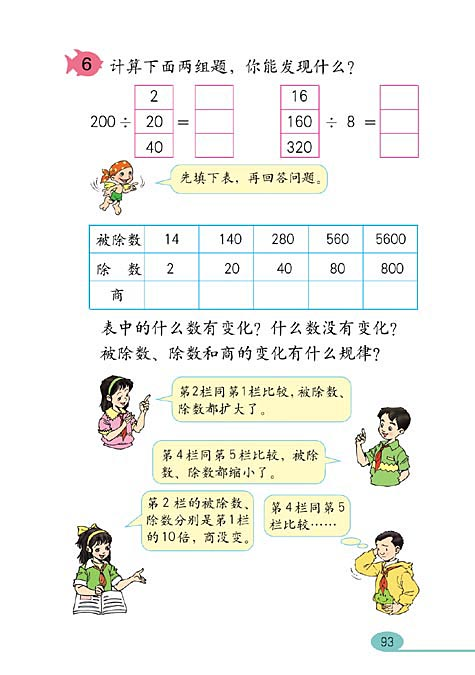 6 计算下面两组题，你能发现什么？
2 16
200 ÷ 20 = 160 ÷ 8 =
40 320
先填下表，再回答问题。
被除数 14 140 280 560 5600
除 数 2 20 40 80 800
商
表中的什么数有变化？什么数没有变化？
被除数、除数和商的变化有什么规律？
第2栏同第1栏比较，被除数、
除数都扩大了。
第4栏同第5栏比较，被除
数、除数都缩小了。
第2栏的被除数、
除数分别是第1栏
的10倍，商没变。
第4栏同第5
栏比较……
93